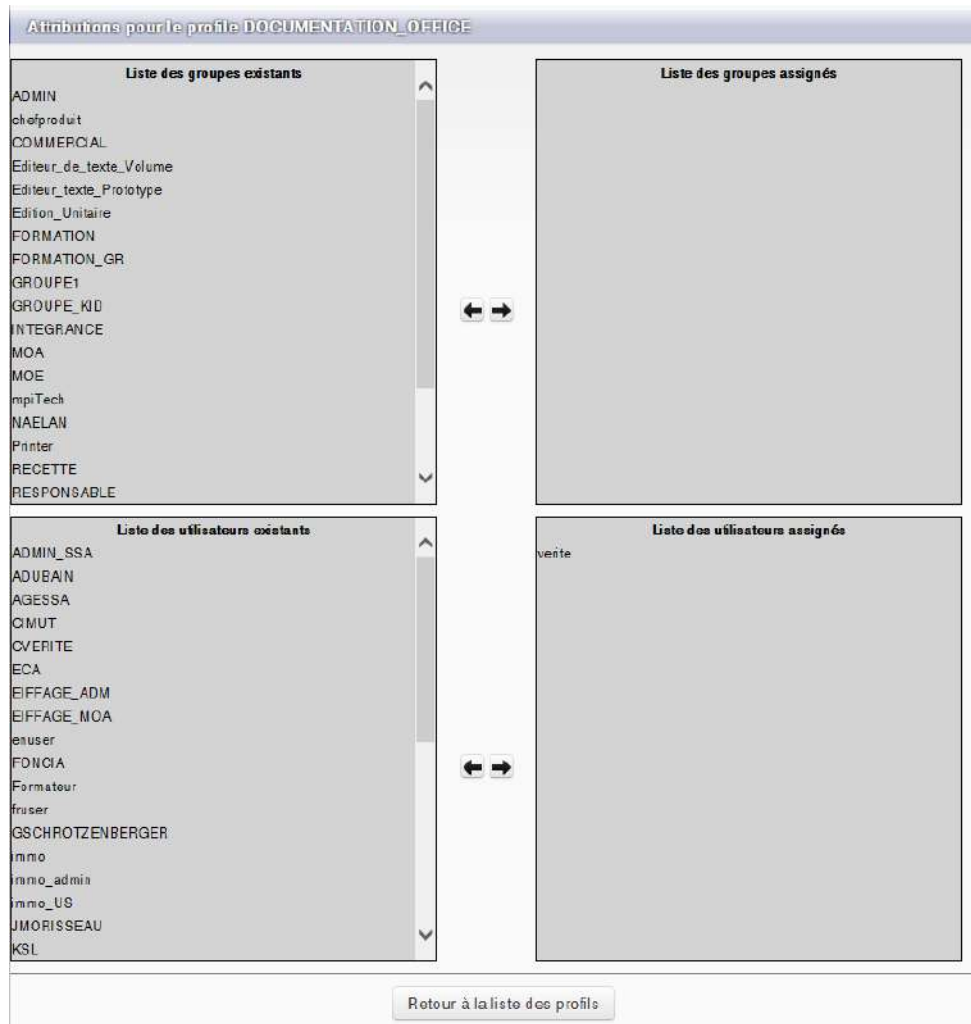 Attributions pour le profile DOCUMENTATION_OFFICE
Liste des groupes existants
ADMIN
chefproduit
COMMERCIAL
Editeur_de_texte_Volume
Editeur_texte_Prototype
Edition_Unitaire
FORMATION
FORMATION_GR
GROUPE1
GROUPE_KID
INTEGRANCE
MOA
MOE
mpiTech
NAELAN
Printer
RECETTE
RESPONSABLE
Liste des groupes assignés
Liste des utilisateurs existants
ADMIN_SSA
ADUBAIN
AGESSA
CIMUT
CVERITE
ECA
EIFFAGE_ADM
EIFFAGE_MOA
enuser
FONCIA
Formateur
fruser
GSCHROTZENBERGER
immo
immo_admin
immo_US
JMORISSEAU
KSL
Liste des utilisateurs assignés
verite
Retour à la liste des profils